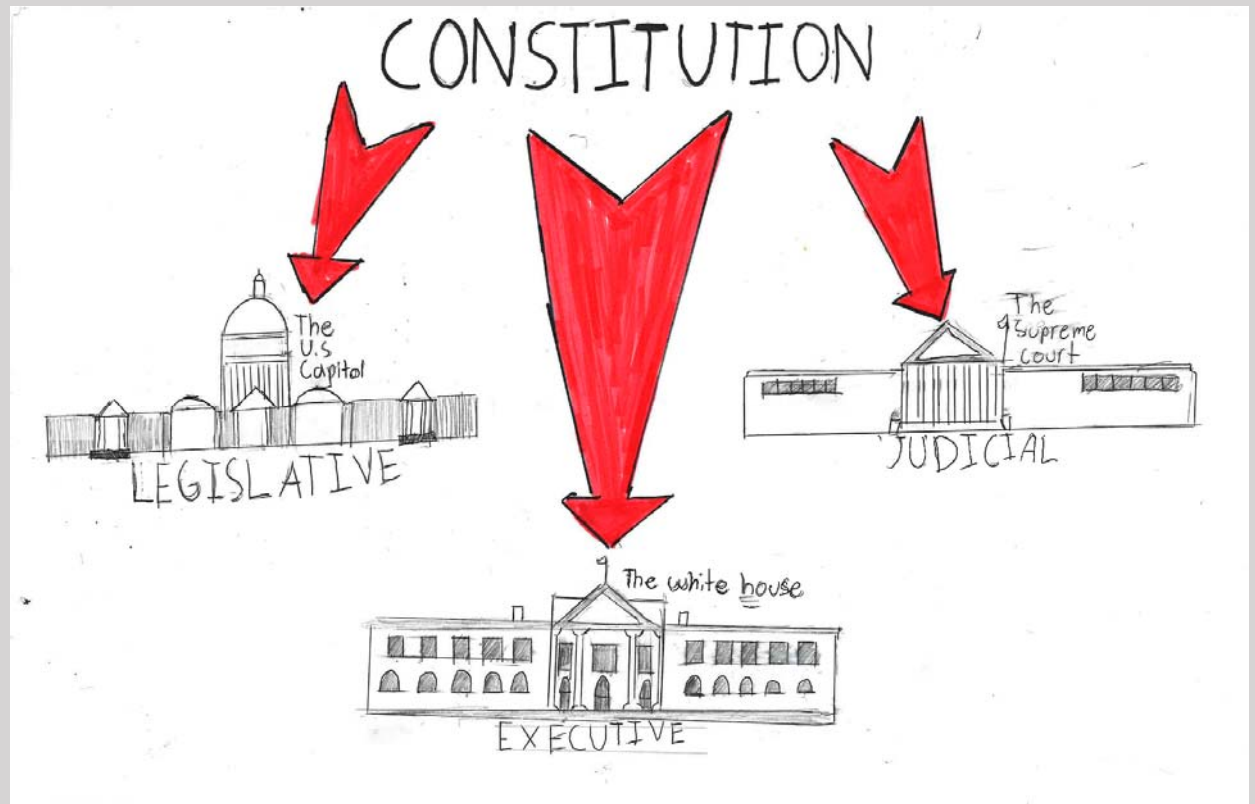 CONSTITUTION
The
U.S
Capitol
LEGISLATIVE
The
Supreme
court
JUDICIAL
The white house
EXECUTIVE